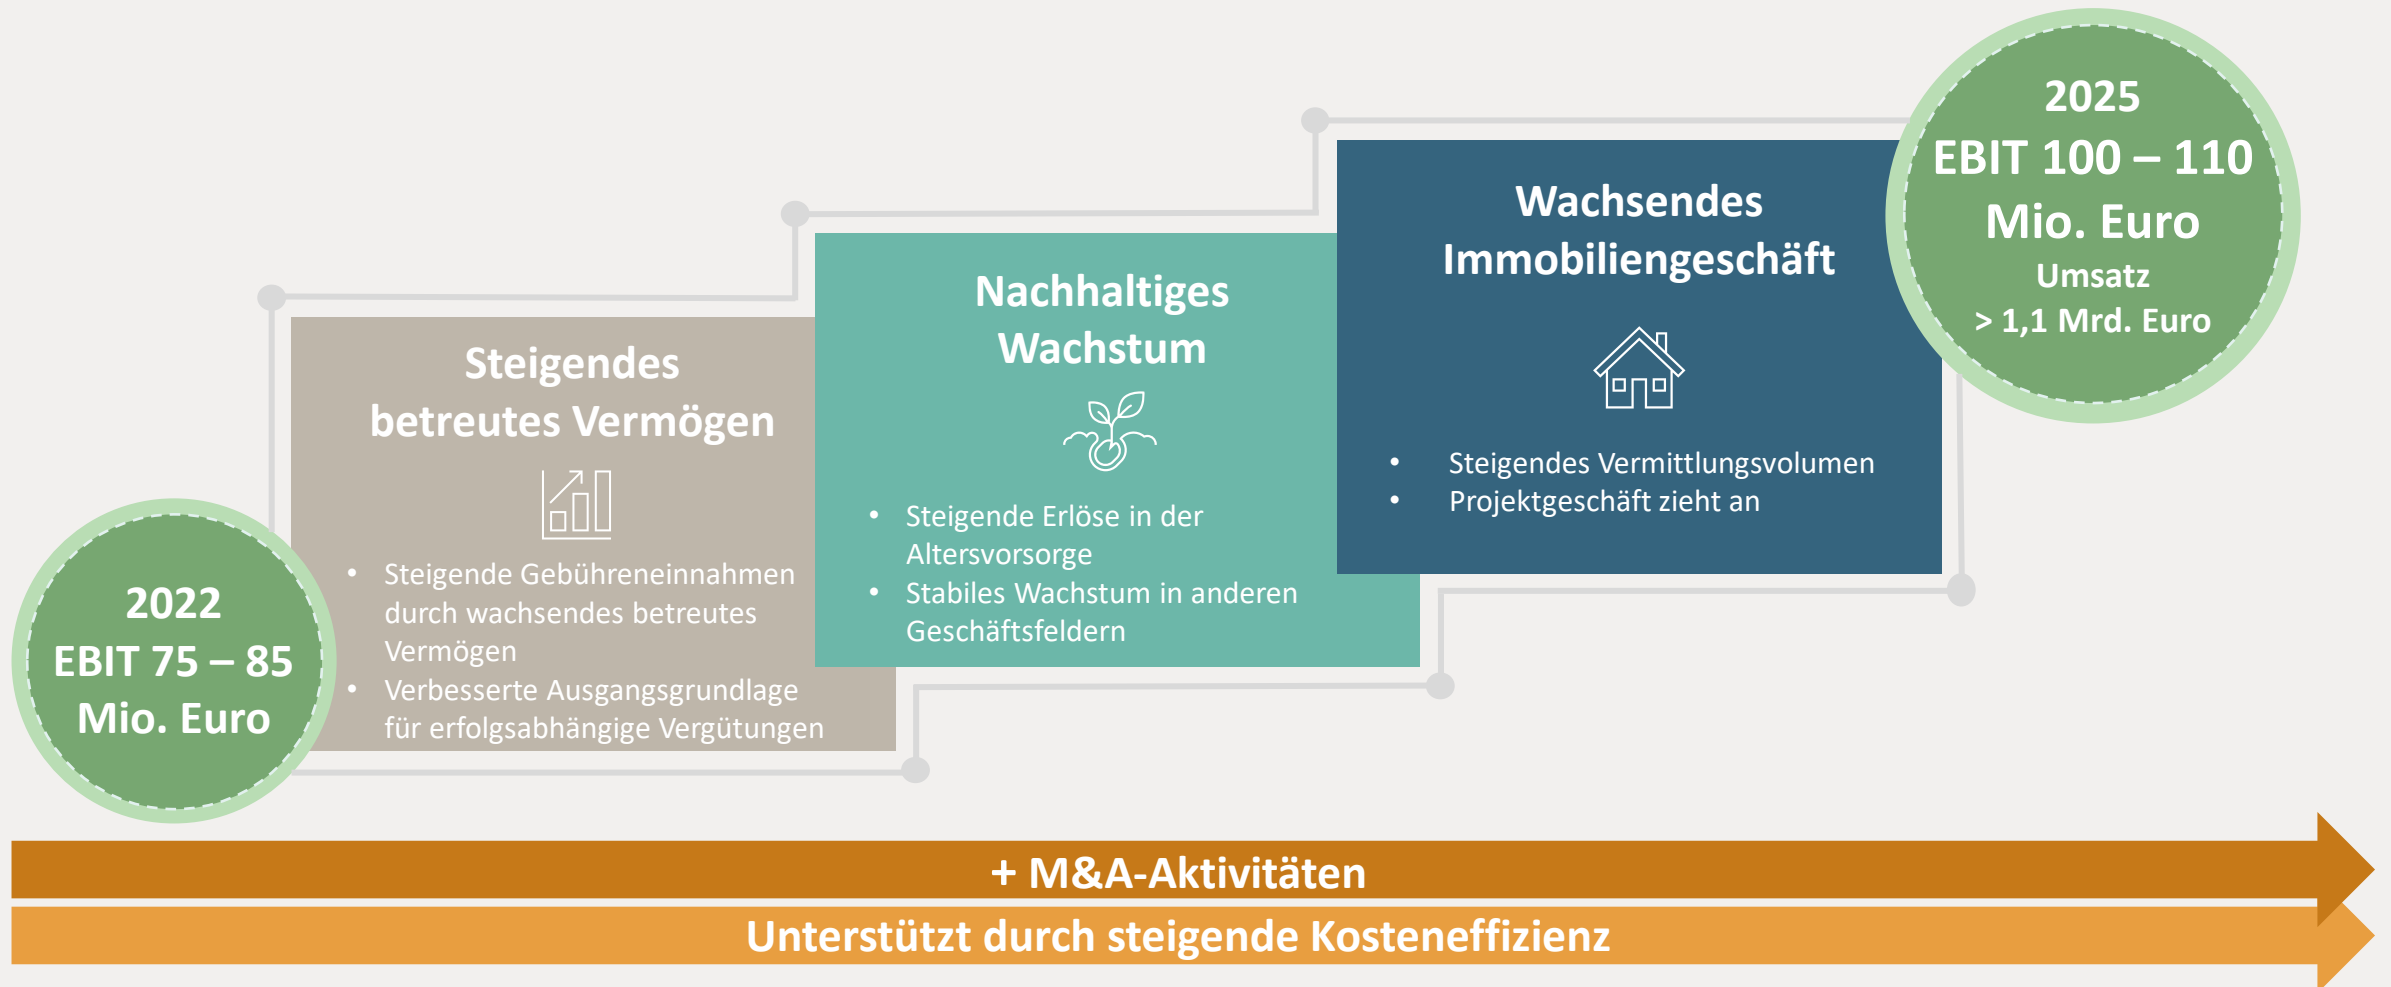 2022
EBIT 75 – 85
Mio. Euro
Steigendes
betreutes Vermögen
• Steigende Gebühreneinnahmen
durch wachsendes betreutes
Vermögen
• Verbesserte Ausgangsgrundlage
für erfolgsabhängige Vergütungen
Nachhaltiges
Wachstum
• Steigende Erlöse in der
Altersvorsorge
• Stabiles Wachstum in anderen
Geschäftsfeldern
Wachsendes
Immobiliengeschäft
• Steigendes Vermittlungsvolumen
• Projektgeschäft zieht an
2025
EBIT 100 – 110
Mio. Euro
Umsatz
> 1,1 Mrd. Euro
+ M&A-Aktivitäten
Unterstützt durch steigende Kosteneffizienz